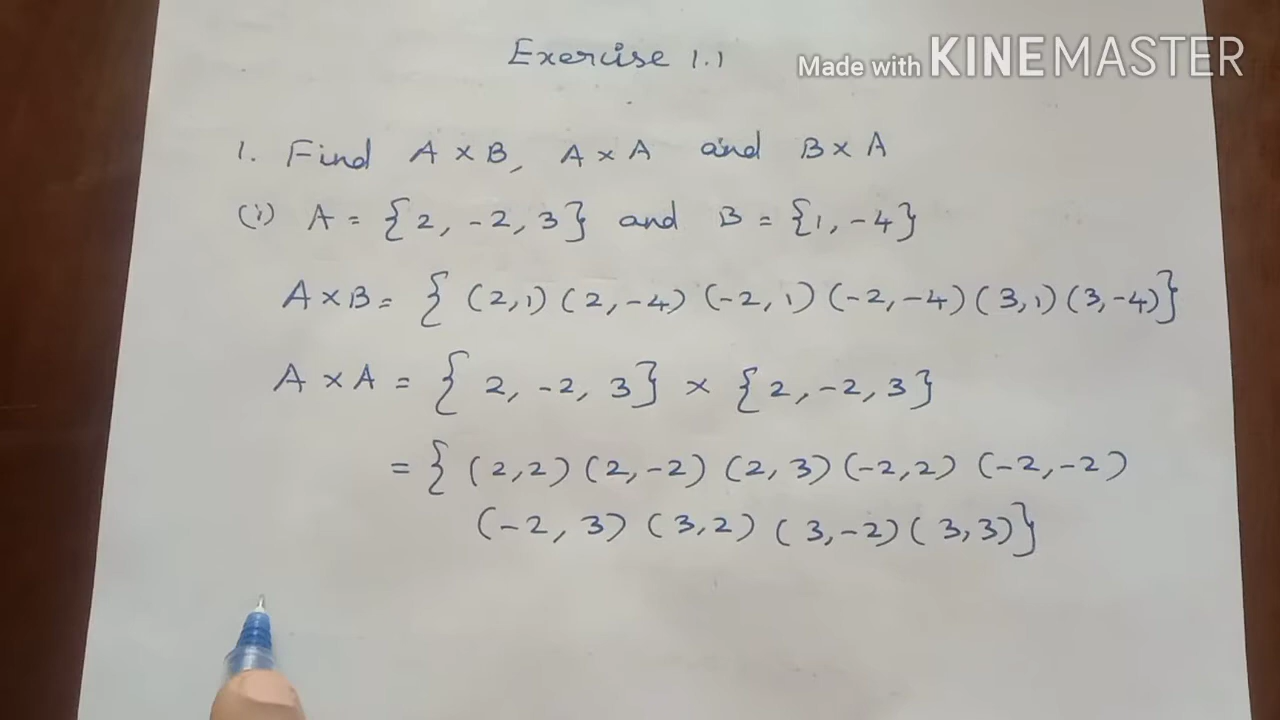 Exercise 1.1
Made with KINEMASTER
1. Find A × B, A × A and B × A
(i) A = {2, -2, 3} and B = {1, -4}
A × B = { (2,1) (2,-4) (-2,1) (-2,-4) (3,1) (3,-4)}
A × A = { 2, -2, 3} × {2, -2, 3}
= { (2,2) (2,-2) (2,3) (-2,2) (-2,-2)
(-2, 3) (3,2) (3,-2) (3,3)}